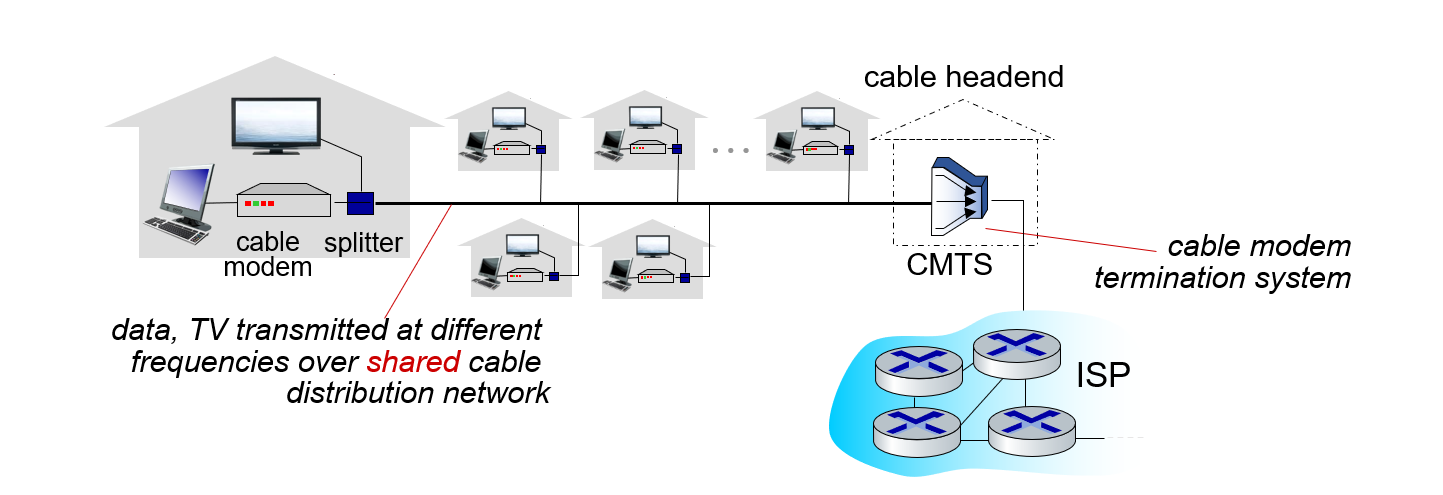 cable headend
cable
modem
splitter
CMTS
cable modem
termination system
data, TV transmitted at different
frequencies over shared cable
distribution network
ISP